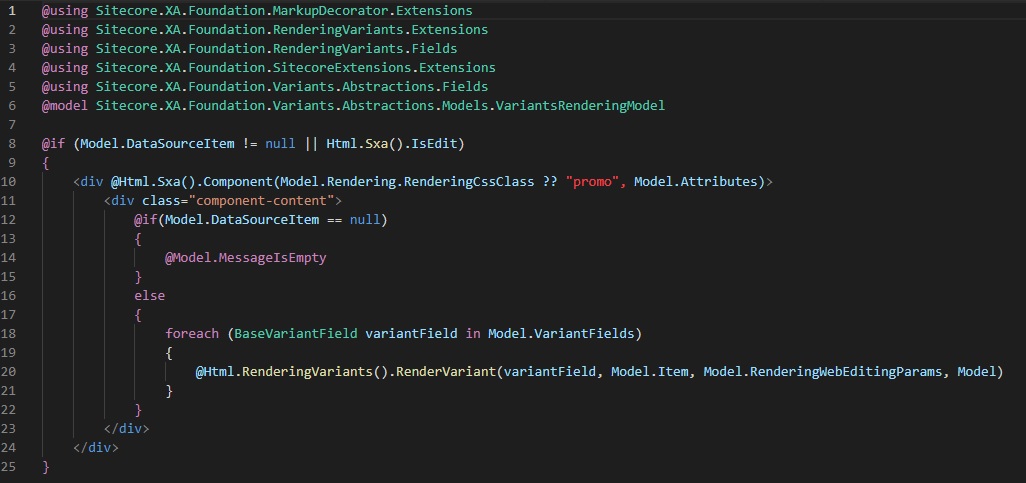 1 @using Sitecore.XA.Foundation.MarkupDecorator.Extensions
2 @using Sitecore.XA.Foundation.RenderingVariants.Extensions
3 @using Sitecore.XA.Foundation.RenderingVariants.Fields
4 @using Sitecore.XA.Foundation.SitecoreExtensions.Extensions
5 @using Sitecore.XA.Foundation.Variants.Abstractions.Fields
6 @model Sitecore.XA.Foundation.Variants.Abstractions.Models.VariantsRenderingModel
7
8 @if (Model.DataSourceItem != null || Html.Sxa().IsEdit)
9 {
10     <div @Html.Sxa().Component(Model.Rendering.RenderingCssClass ?? "promo", Model.Attributes)>
11         <div class="component-content">
12             @if(Model.DataSourceItem == null)
13             {
14                 @Model.MessageIsEmpty
15             }
16             else
17             {
18                 foreach (BaseVariantField variantField in Model.VariantFields)
19                 {
20                     @Html.RenderingVariants().RenderVariant(variantField, Model.Item, Model.RenderingWebEditingParams, Model)
21                 }
22             }
23         </div>
24     </div>
25 }